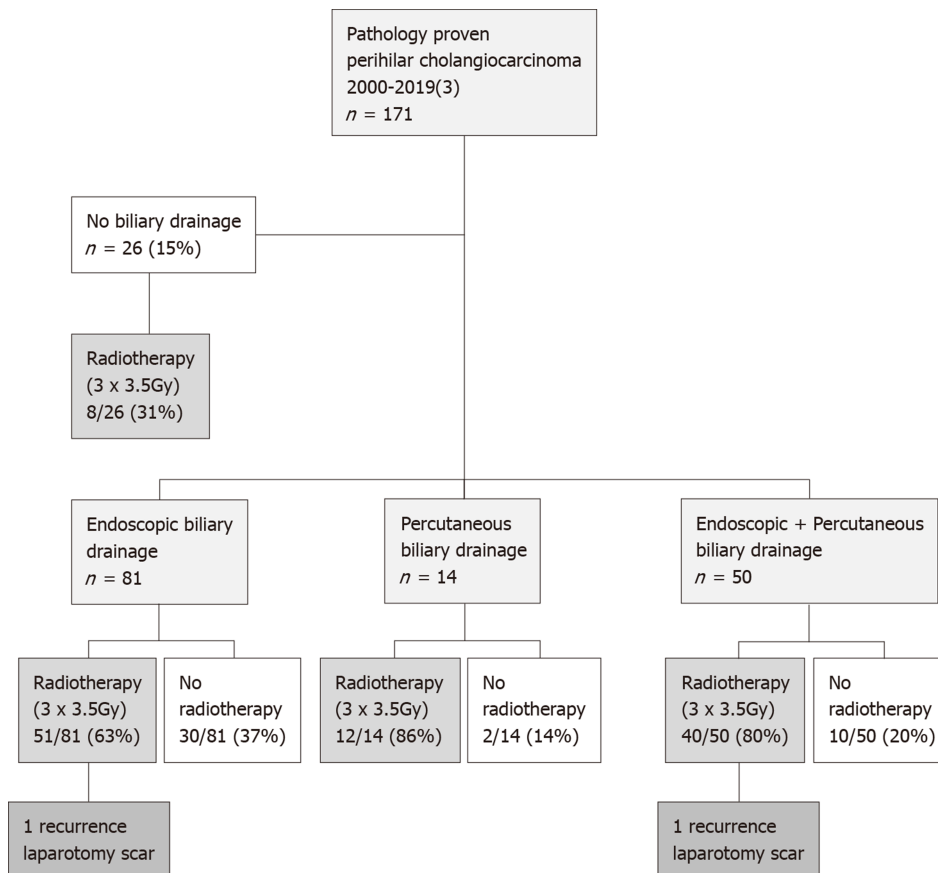 Pathology proven
perihilar cholangiocarcinoma
2000-2019(3)
n = 171
No biliary drainage
n = 26 (15%)
Radiotherapy
(3 x 3.5Gy)
8/26 (31%)
Endoscopic biliary
drainage
n = 81
Percutaneous
biliary drainage
n = 14
Endoscopic + Percutaneous
biliary drainage
n = 50
Radiotherapy
(3 x 3.5Gy)
51/81 (63%)
No
radiotherapy
30/81 (37%)
Radiotherapy
(3 x 3.5Gy)
12/14 (86%)
No
radiotherapy
2/14 (14%)
Radiotherapy
(3 x 3.5Gy)
40/50 (80%)
No
radiotherapy
10/50 (20%)
1 recurrence
laparotomy scar
1 recurrence
laparotomy scar